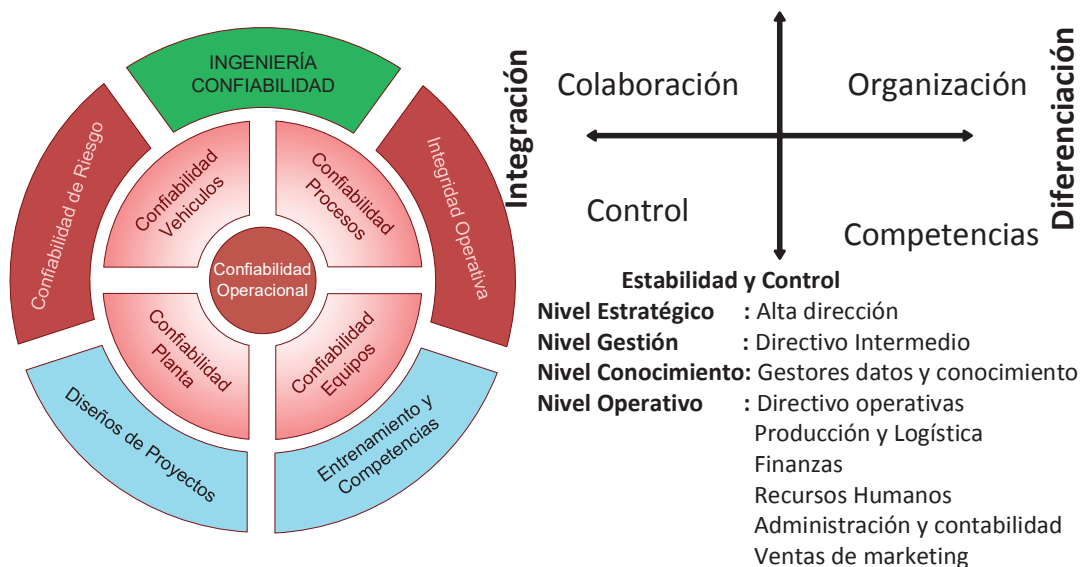 INGENIERÍA
CONFIABILIDAD
Confiabilidad de Riesgo
Integridad Operativa
Confiabilidad
Vehículos
Confiabilidad
Procesos
Confiabilidad
Operacional
Confiabilidad
Planta
Confiabilidad
Equipos
Diseños de Proyectos
Entrenamiento y
Competencias
Integración
Colaboración
Organización
Diferenciación
Control
Competencias
Estabilidad y Control
Nivel Estratégico : Alta dirección
Nivel Gestión : Directivo Intermedio
Nivel Conocimiento: Gestores datos y conocimiento
Nivel Operativo : Directivo operativas
Producción y Logística
Finanzas
Recursos Humanos
Administración y contabilidad
Ventas de marketing